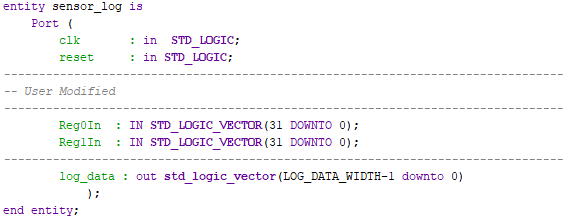 entity sensor_log is
    Port (
        clk       : in  STD_LOGIC;
        reset     : in STD_LOGIC;
--------------------------------------------------------------------------------
-- User Modified
--------------------------------------------------------------------------------
        Reg0In  : IN STD_LOGIC_VECTOR(31 DOWNTO 0);
        Reg1In  : IN STD_LOGIC_VECTOR(31 DOWNTO 0);
--------------------------------------------------------------------------------
        log_data : out std_logic_vector(LOG_DATA_WIDTH-1 downto 0)
            );
end entity;